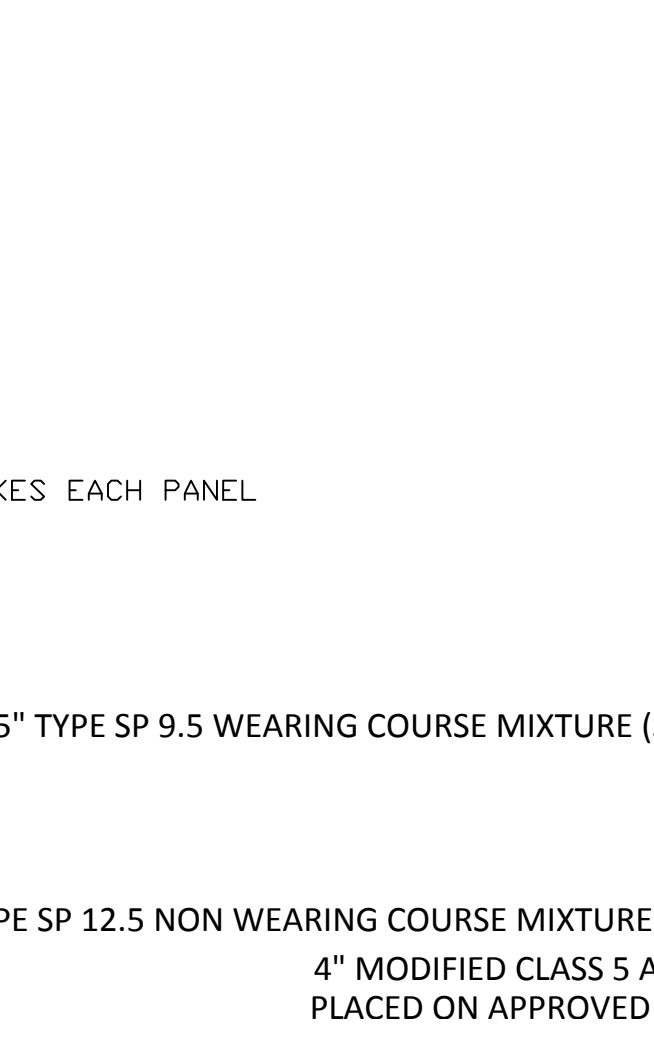 KES EACH PANEL
5" TYPE SP 9.5 WEARING COURSE MIXTURE (
PE SP 12.5 NON WEARING COURSE MIXTURE
4" MODIFIED CLASS 5 A
PLACED ON APPROVED